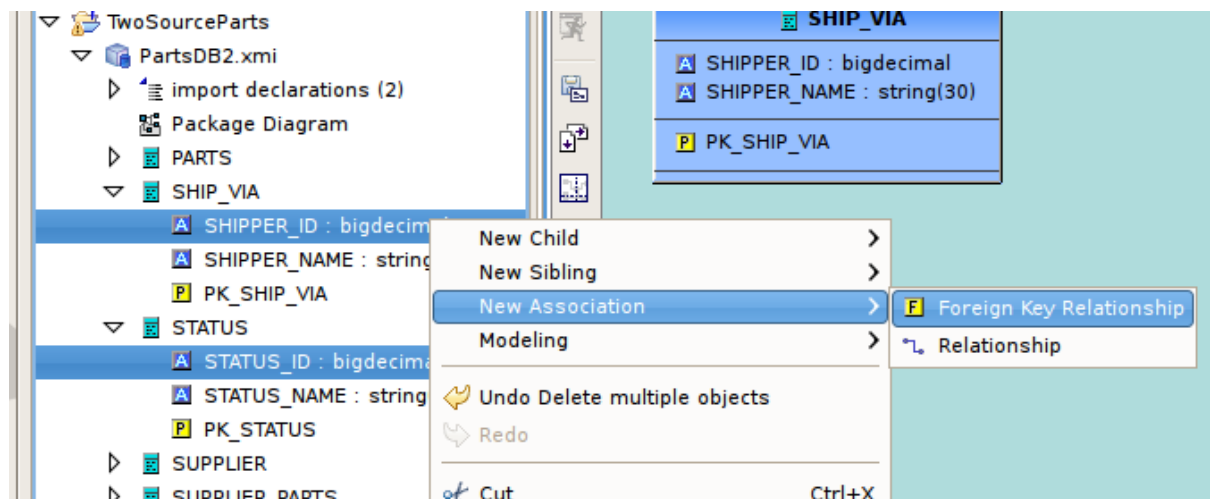 TwoSourceParts
PartsDB2.xmi
import declarations (2)
Package Diagram
PARTS
SHIP_VIA
SHIPPER_ID : bigdecim
SHIPPER_NAME : string
PK_SHIP_VIA
STATUS
STATUS_ID : bigdecima
STATUS_NAME : string
PK_STATUS
SUPPLIER
SUPPLIER_PARTS
SHIP_VIA
SHIPPER_ID : bigdecimal
SHIPPER_NAME : string(30)
PK_SHIP_VIA
New Child
New Sibling
New Association
Modeling
Undo Delete multiple objects
Redo
Cut Ctrl+X
Foreign Key Relationship
Relationship